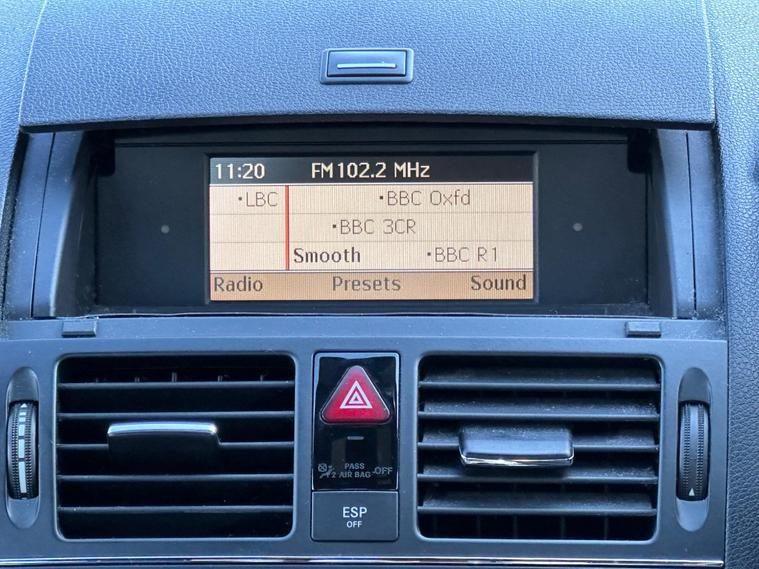 11:20 FM 102.2 MHz
•LBC •BBC Oxfd
•BBC 3CR
Smooth •BBC R1
Radio Presets Sound
PASS
2 AIR BAG OFF
ESP
OFF